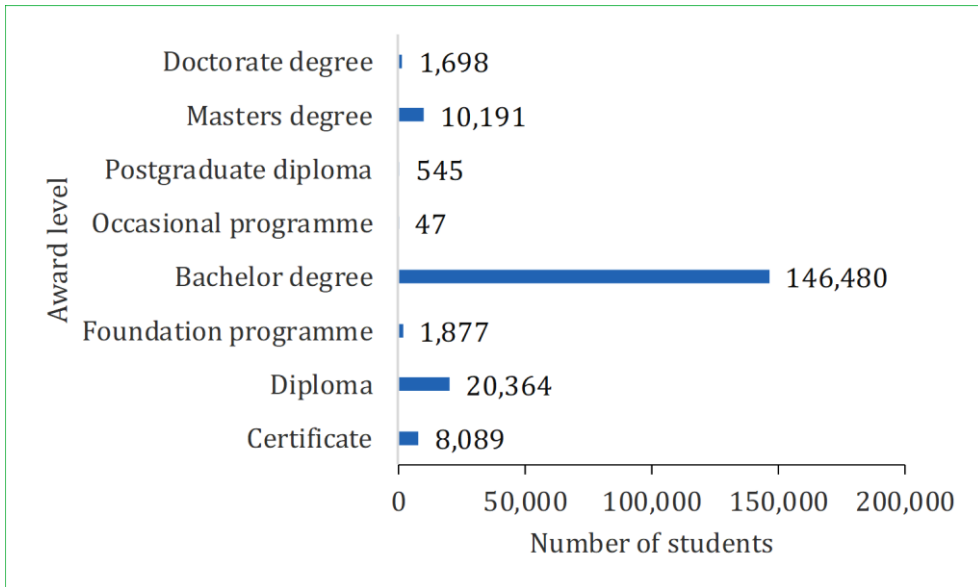 Doctorate degree 1,698
Masters degree 10,191
Postgraduate diploma 545
Occasional programme 47
Bachelor degree 146,480
Foundation programme 1,877
Diploma 20,364
Certificate 8,089
Award level
0 50,000 100,000 150,000 200,000
Number of students